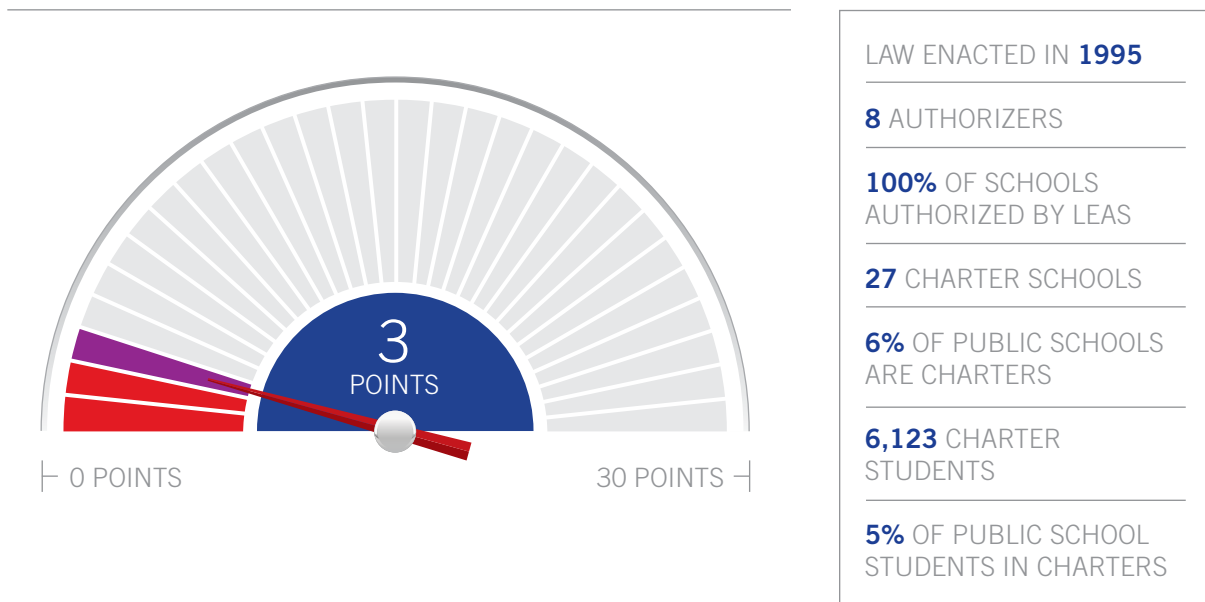 3
POINTS
0 POINTS
30 POINTS
LAW ENACTED IN 1995
8 AUTHORIZERS
100% OF SCHOOLS
AUTHORIZED BY LEAS
27 CHARTER SCHOOLS
6% OF PUBLIC SCHOOLS
ARE CHARTERS
6,123 CHARTER
STUDENTS
5% OF PUBLIC SCHOOL
STUDENTS IN CHARTERS